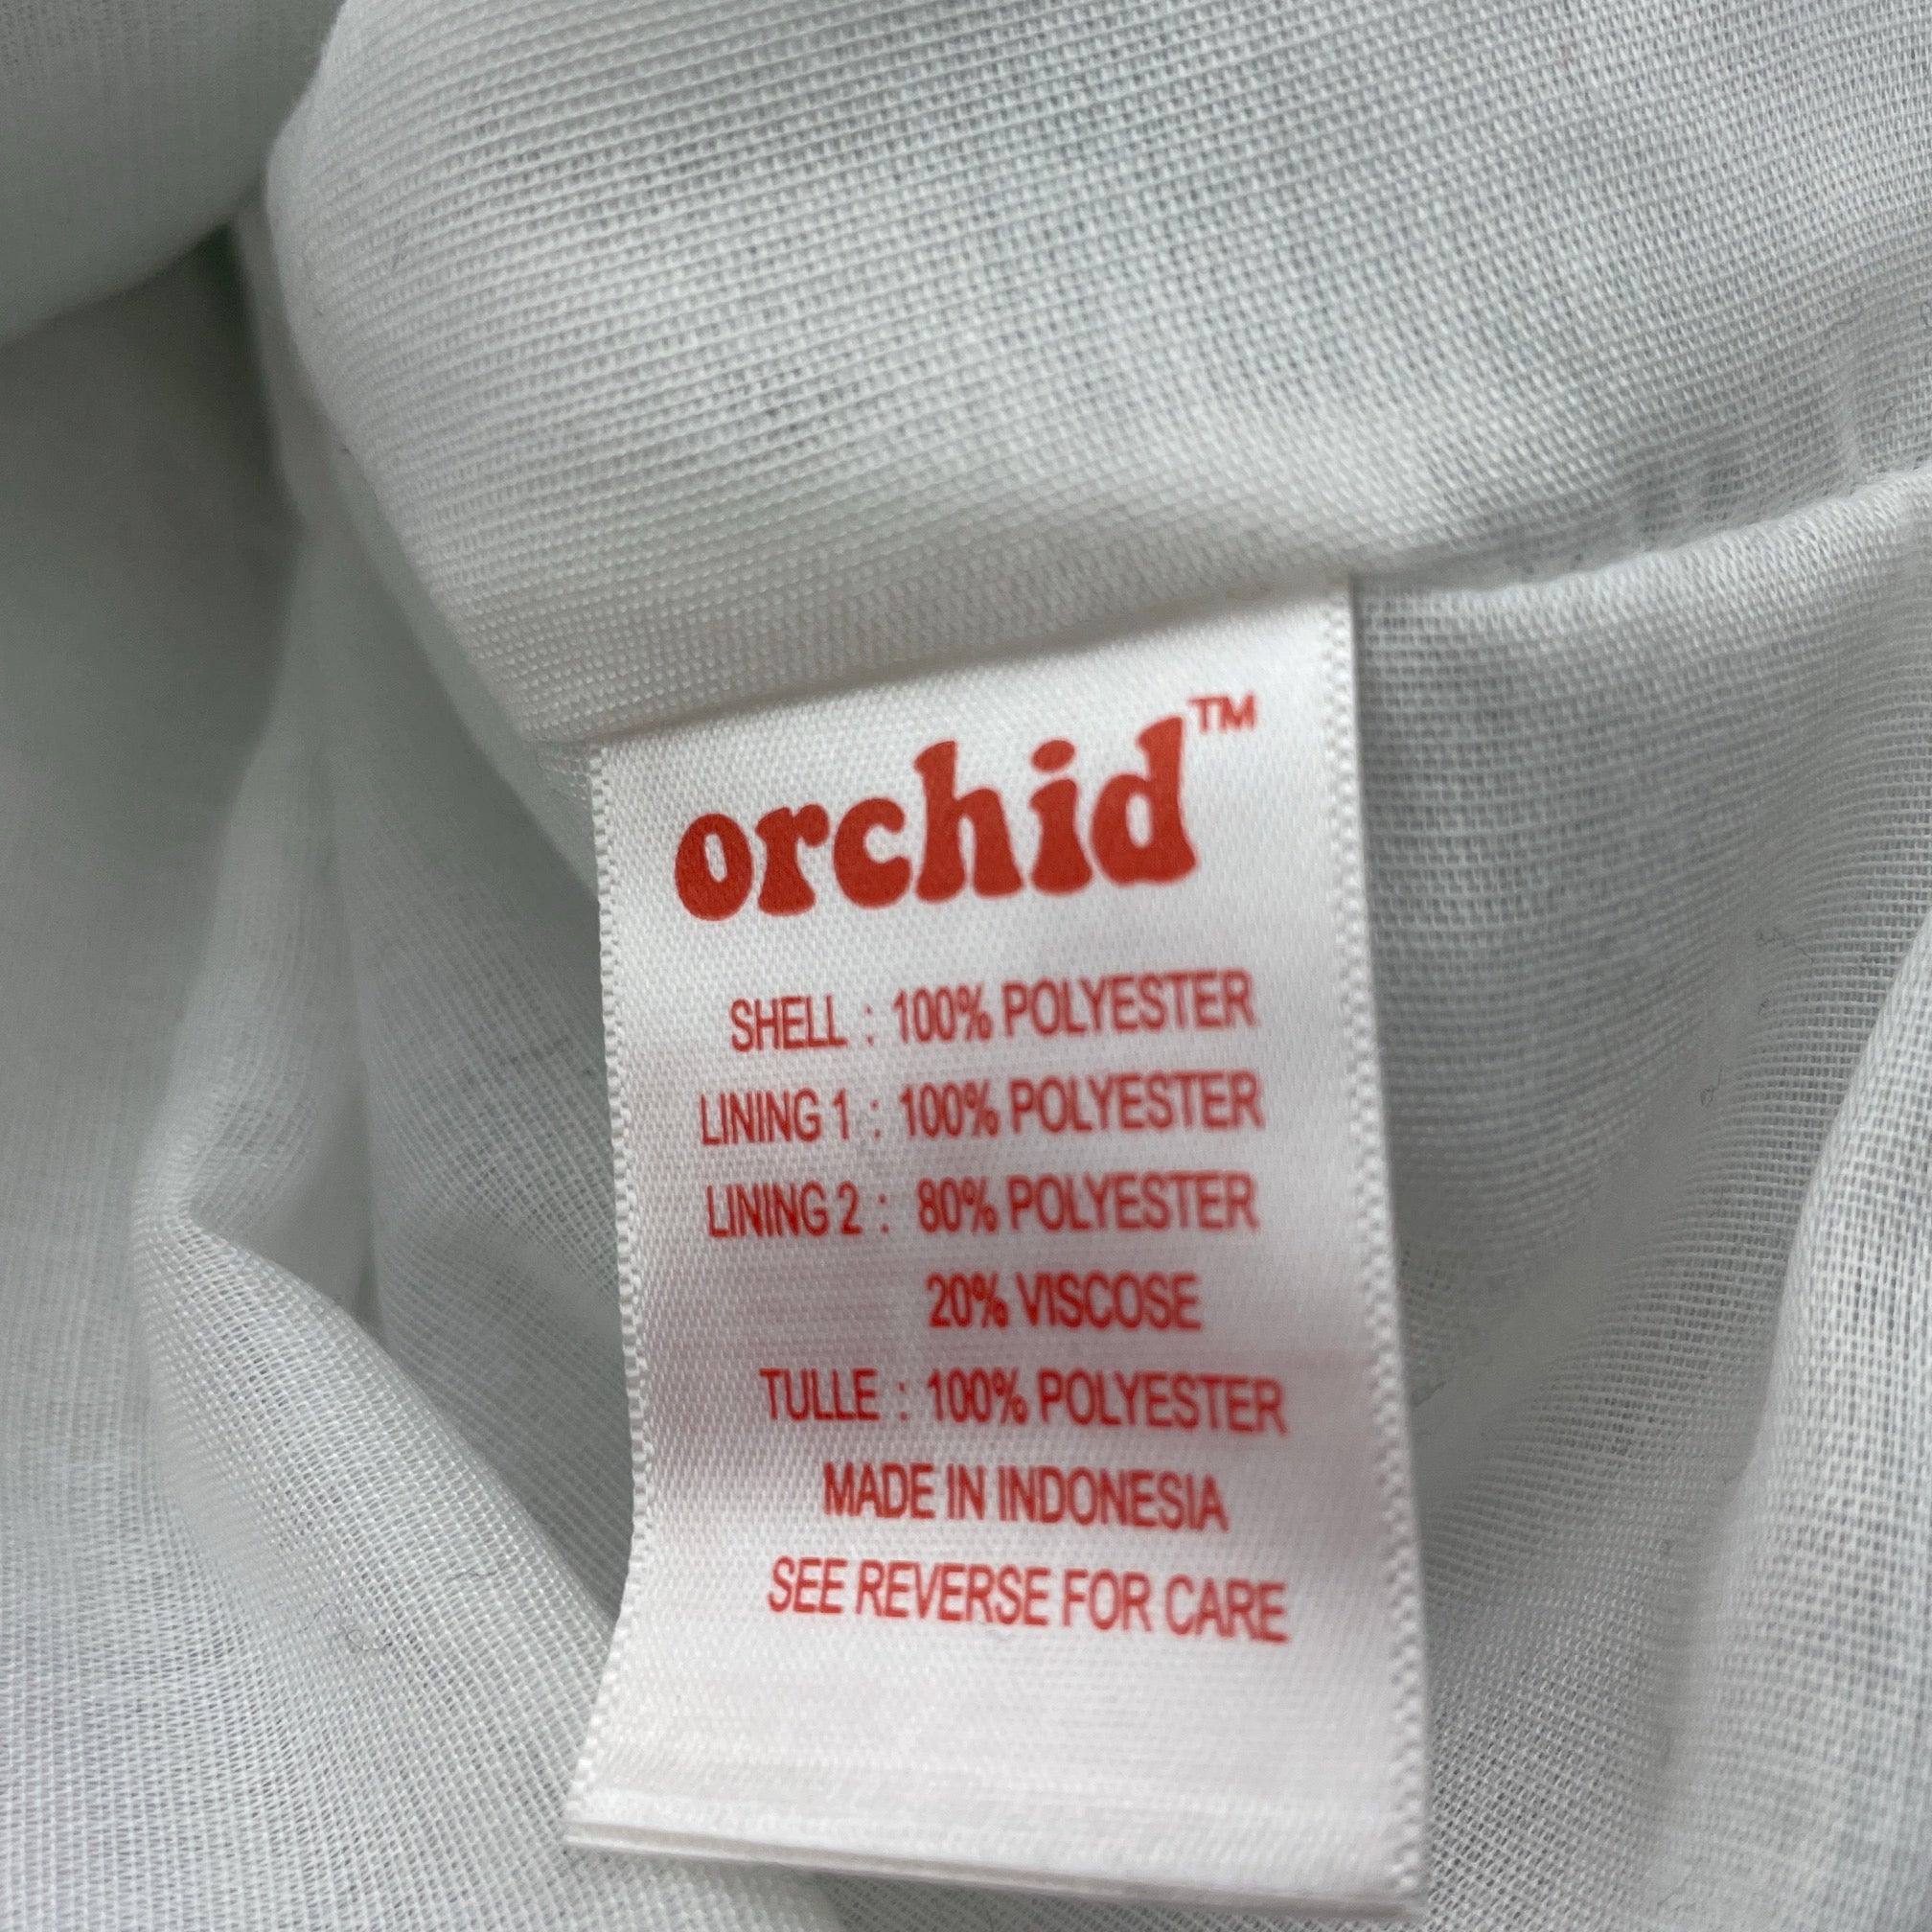 orchid™
SHELL : 100% POLYESTER
LINING 1 : 100% POLYESTER
LINING 2 : 80% POLYESTER
20% VISCOSE
TULLE : 100% POLYESTER
MADE IN INDONESIA
SEE REVERSE FOR CARE